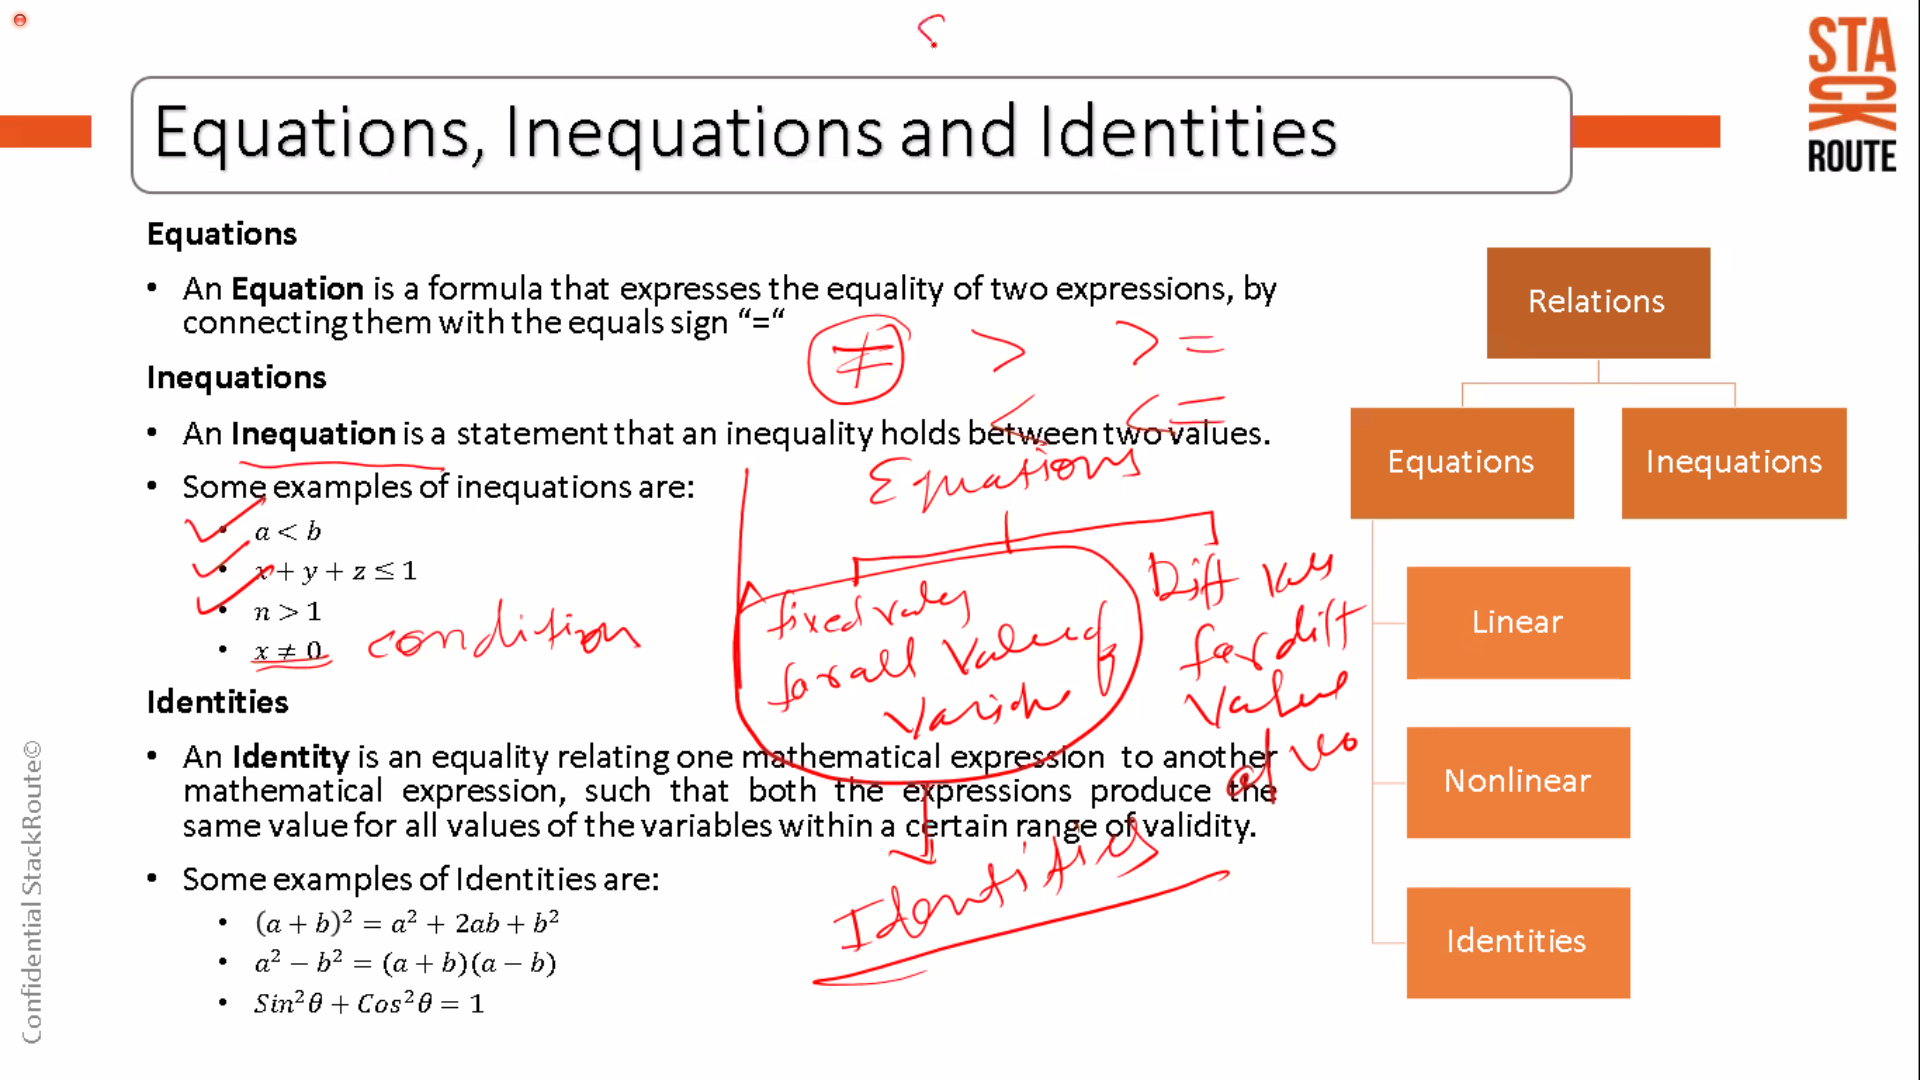 STA
CK
ROUTE
Equations, Inequations and Identities
Equations
• An Equation is a formula that expresses the equality of two expressions, by
connecting them with the equals sign “=“
≠ > >=
< <=
Inequations
• An Inequation is a statement that an inequality holds between two values.
• Some examples of inequations are:
• a < b
• x + y + z ≤ 1
• n > 1
• x ≠ 0 condition
Equations
fixed values
for all value of
Diff
for diff
value
of
Identities
• An Identity is an equality relating one mathematical expression to another
mathematical expression, such that both the expressions produce the
same value for all values of the variables within a certain range of validity.
Identities
• Some examples of Identities are:
• (a + b)² = a² + 2ab + b²
• a² − b² = (a + b)(a − b)
• Sin²θ + Cos²θ = 1
Relations
Equations
Inequations
Linear
Nonlinear
Identities
Confidential StackRoute©